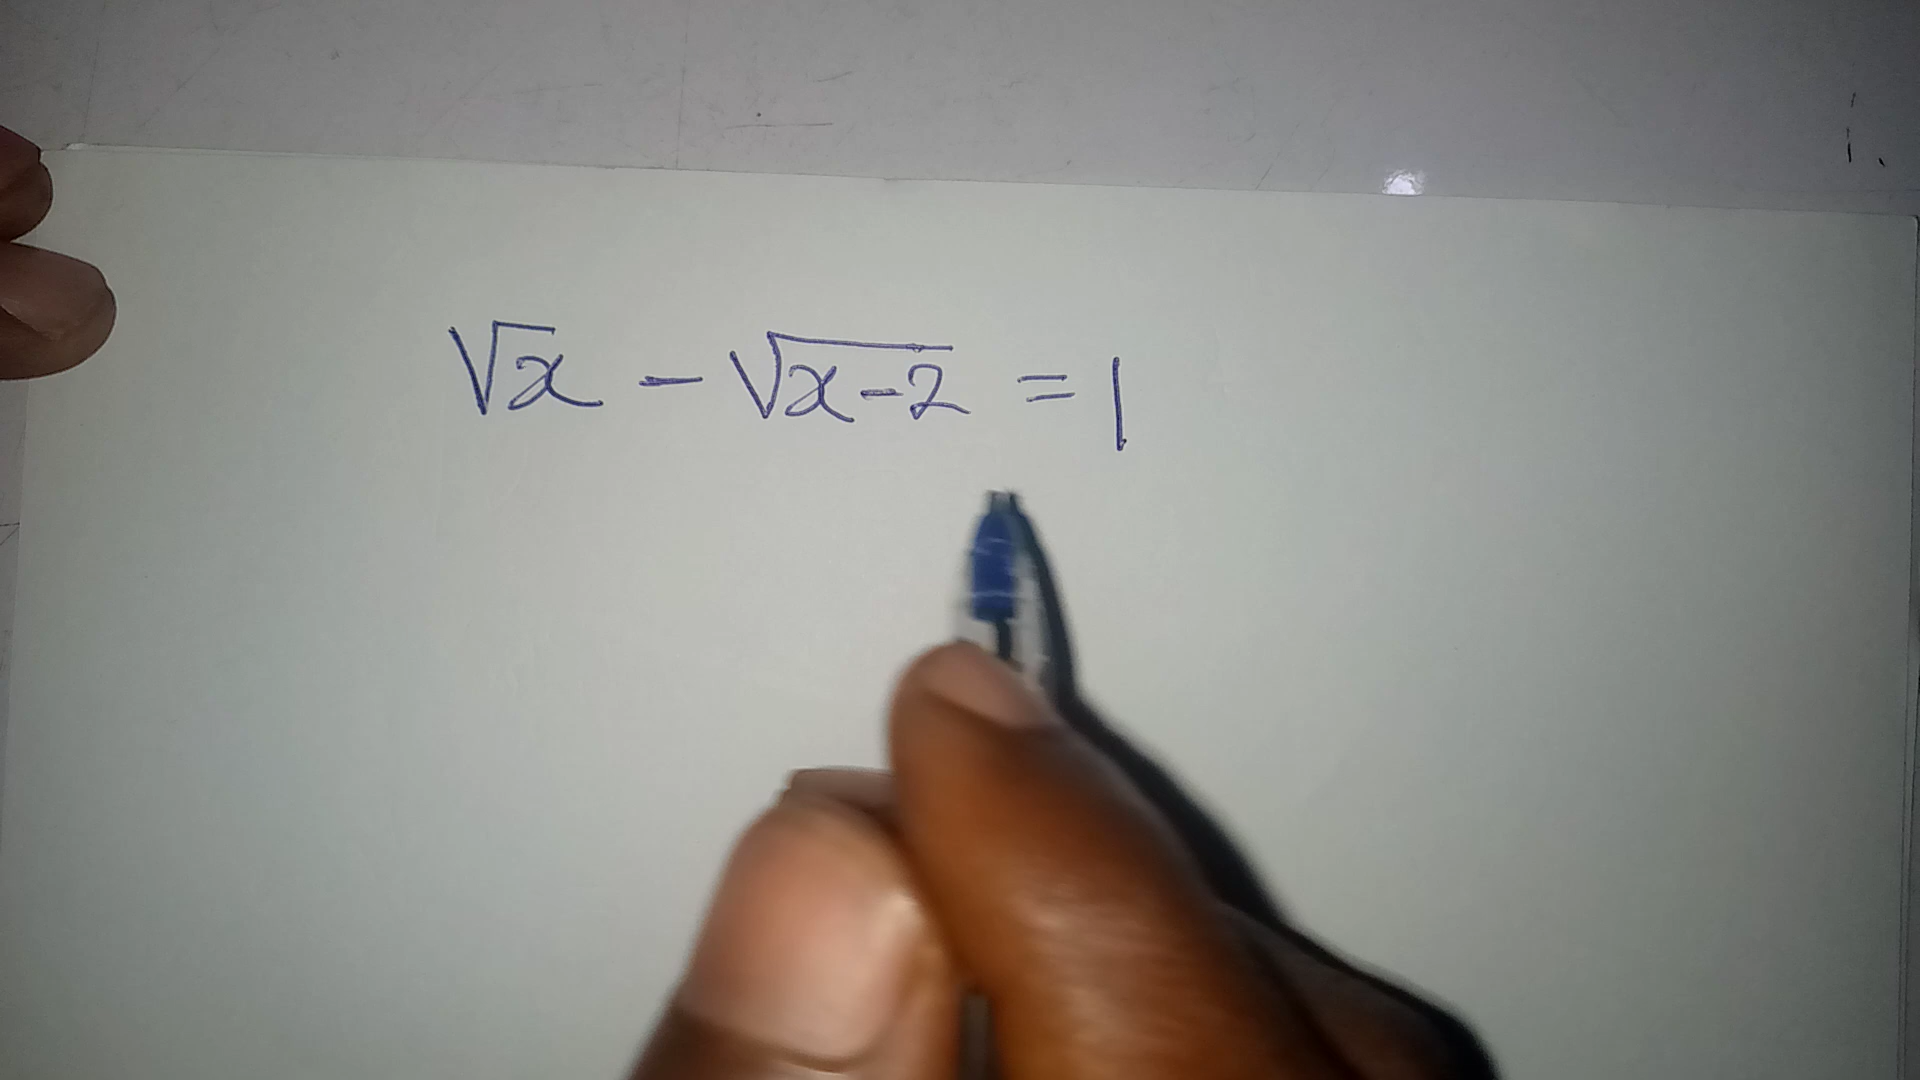 √x - √(x-2) = 1